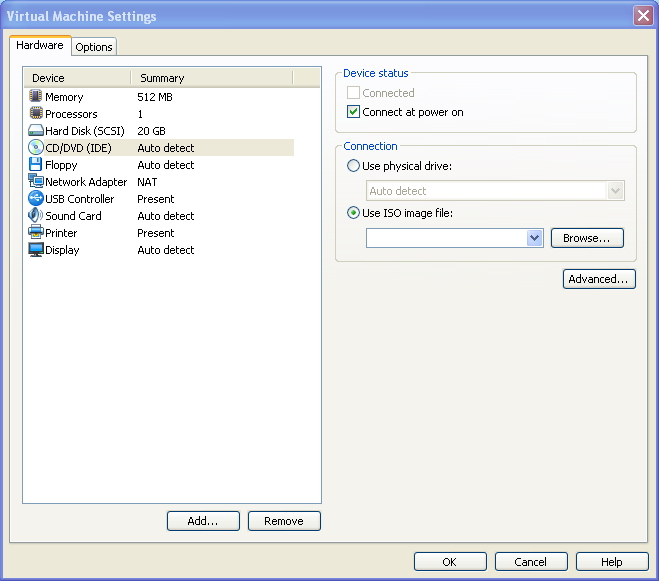 Virtual Machine Settings
Hardware
Options
Device Summary
Memory 512 MB
Processors 1
Hard Disk (SCSI) 20 GB
CD/DVD (IDE) Auto detect
Floppy Auto detect
Network Adapter NAT
USB Controller Present
Sound Card Auto detect
Printer Present
Display Auto detect
Add...
Remove
Device status
Connected
Connect at power on
Connection
Use physical drive:
Auto detect
Use ISO image file:
Browse...
Advanced...
OK
Cancel
Help